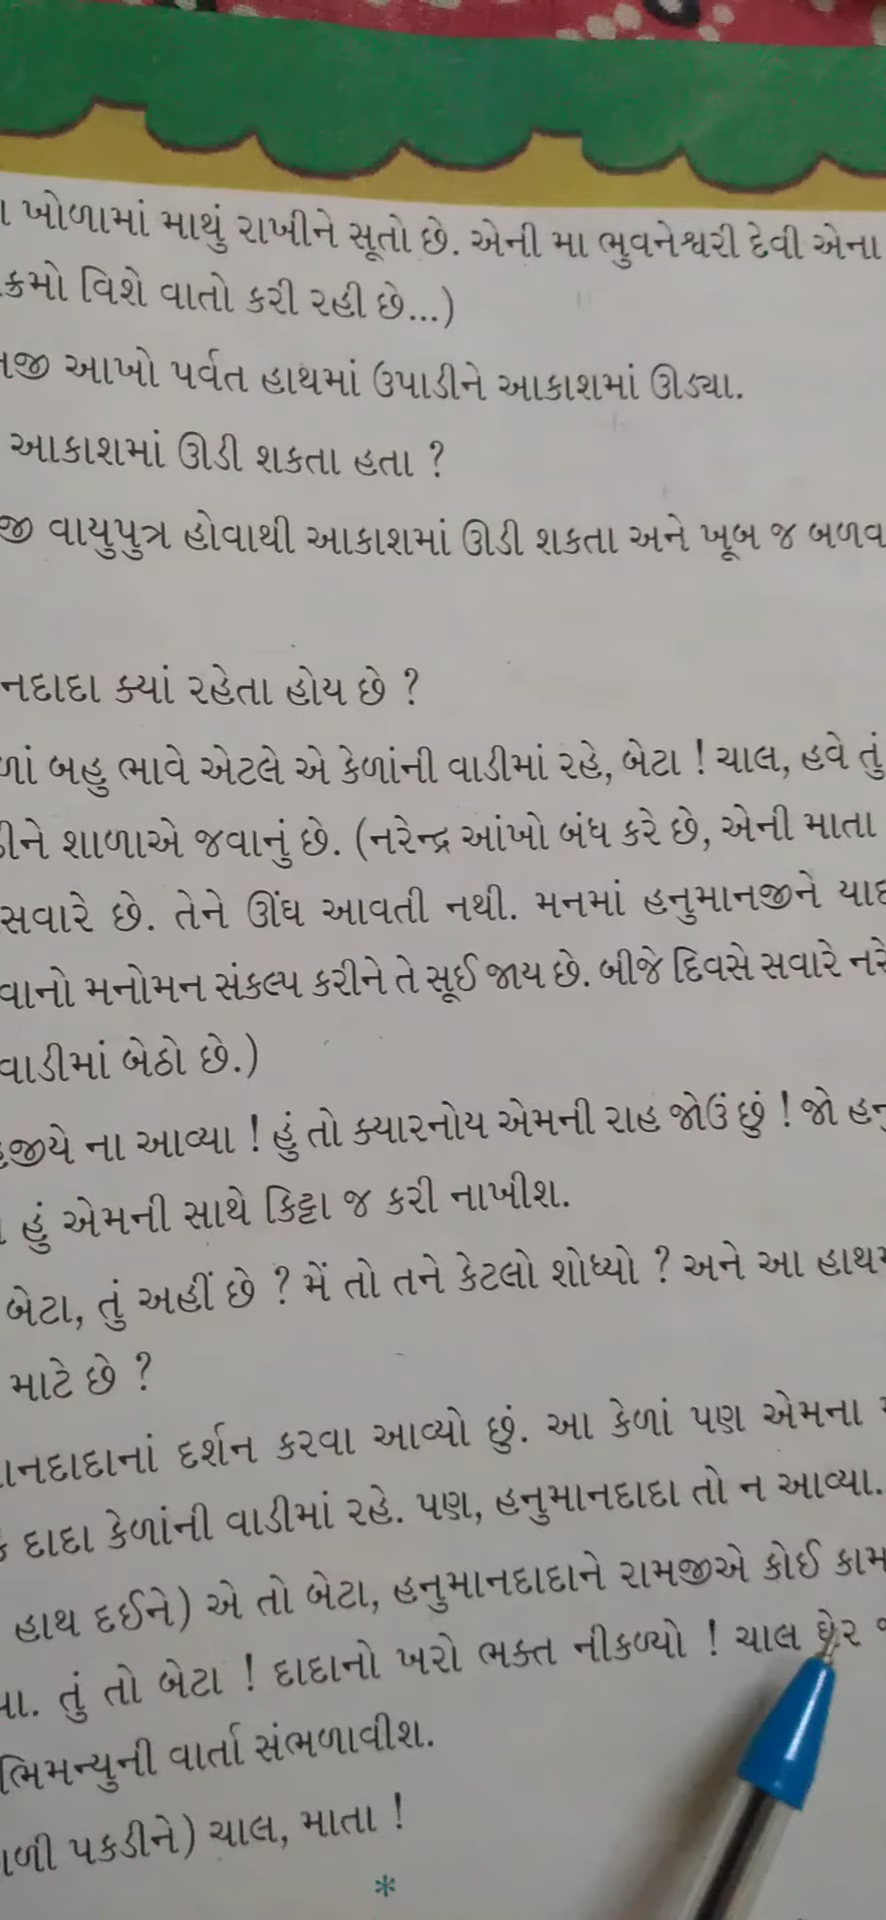 ખોળામાં માથું રાખીને સૂતો છે. એની મા ભુવનેશ્વરી દેવી એના
ક્રમો વિશે વાતો કરી રહી છે...)
જી આખો પર્વત હાથમાં ઉપાડીને આકાશમાં ઊડ્યા.
આકાશમાં ઊડી શકતા હતા ?
જી વાયુપુત્ર હોવાથી આકાશમાં ઊડી શકતા અને ખૂબ જ બળવ
નદાદા ક્યાં રહેતા હોય છે ?
ળાં બહુ ભાવે એટલે એ કેળાંની વાડીમાં રહે, બેટા ! ચાલ, હવે તું
ીને શાળાએ જવાનું છે. (નરેન્દ્ર આંખો બંધ કરે છે, એની માતા
સવારે છે. તેને ઊંઘ આવતી નથી. મનમાં હનુમાનજીને યાદ
વાનો મનોમન સંકલ્પ કરીને તે સૂઈ જાય છે. બીજે દિવસે સવારે નરે
વાડીમાં બેઠો છે.)
જીયે ના આવ્યા ! હું તો ક્યારનોય એમની રાહ જોઉં છું ! જો હનુ
હું એમની સાથે કિટ્ટા જ કરી નાખીશ.
બેટા, તું અહીં છે ? મેં તો તને કેટલો શોધ્યો ? અને આ હાથમ
માટે છે ?
ાનદાદાનાં દર્શન કરવા આવ્યો છું. આ કેળાં પણ એમના
કે દાદા કેળાંની વાડીમાં રહે. પણ, હનુમાનદાદા તો ન આવ્યા.
હાથ દઈને) એ તો બેટા, હનુમાનદાદાને રામજીએ કોઈ કામ
યા. તું તો બેટા ! દાદાનો ખરો ભક્ત નીકળ્યો ! ચાલ ઘેર
ભિમન્યુની વાર્તા સંભળાવીશ.
ગળી પકડીને) ચાલ, માતા !
*